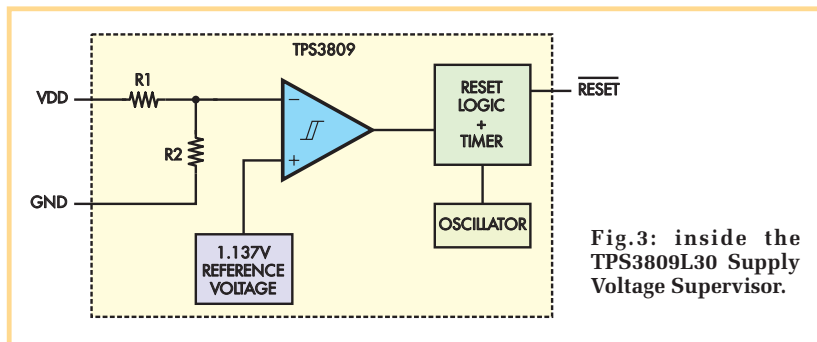 TPS3809
R1
VDD
R2
GND
−
+
1.137V
REFERENCE
VOLTAGE
RESET
LOGIC
+
TIMER
OSCILLATOR
RESET
Fig.3: inside the
TPS3809L30 Supply
Voltage Supervisor.